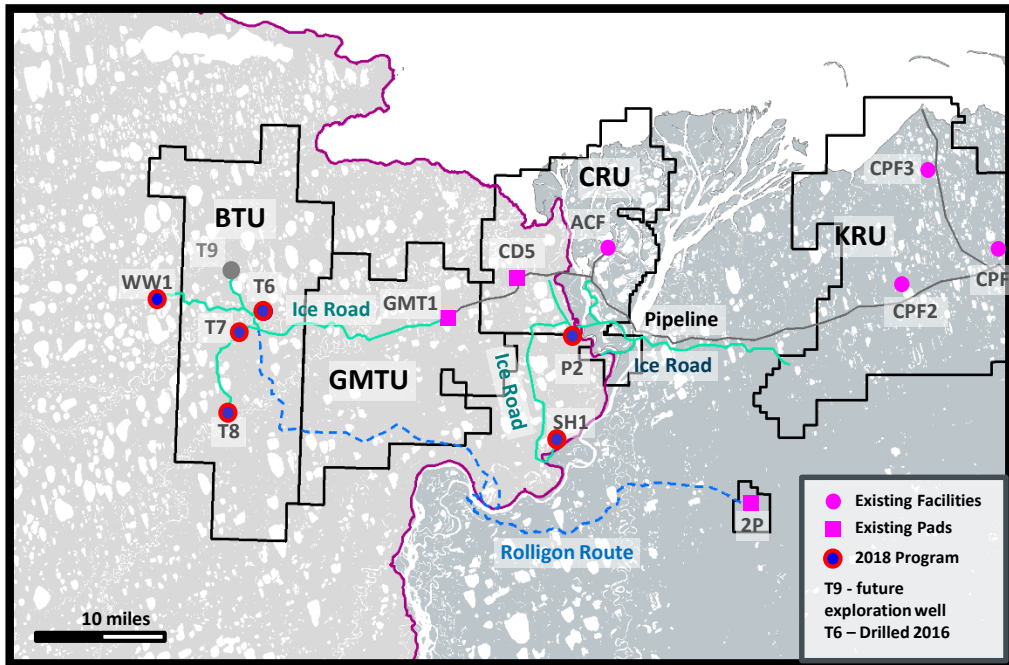 CRU
CPF3
BTU
ACF
KRU
T9
CD5
WW1
T6
GMT1
CPF
Ice Road
CPF2
T7
Pipeline
P2
Ice Road
GMTU
Ice Road
T8
SH1
2P
Rolligon Route
Existing Facilities
Existing Pads
2018 Program
T9 - future
exploration well
T6 – Drilled 2016
10 miles